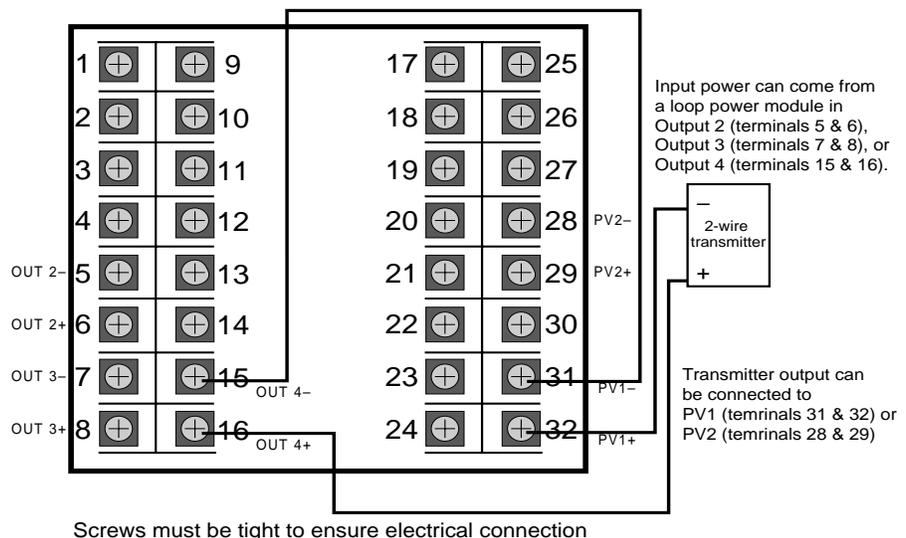 1 9 17 25
2 10 18 26
3 11 19 27
4 12 20 28 PV2–
OUT 2– 5 13 21 29 PV2+
OUT 2+ 6 14 22 30
OUT 3– 7 15 OUT 4– 23 31 PV1–
OUT 3+ 8 16 OUT 4+ 24 32 PV1+
Input power can come from
a loop power module in
Output 2 (terminals 5 & 6),
Output 3 (terminals 7 & 8), or
Output 4 (terminals 15 & 16).
–
2-wire
transmitter
+
Transmitter output can
be connected to
PV1 (temrinals 31 & 32) or
PV2 (temrinals 28 & 29)
Screws must be tight to ensure electrical connection